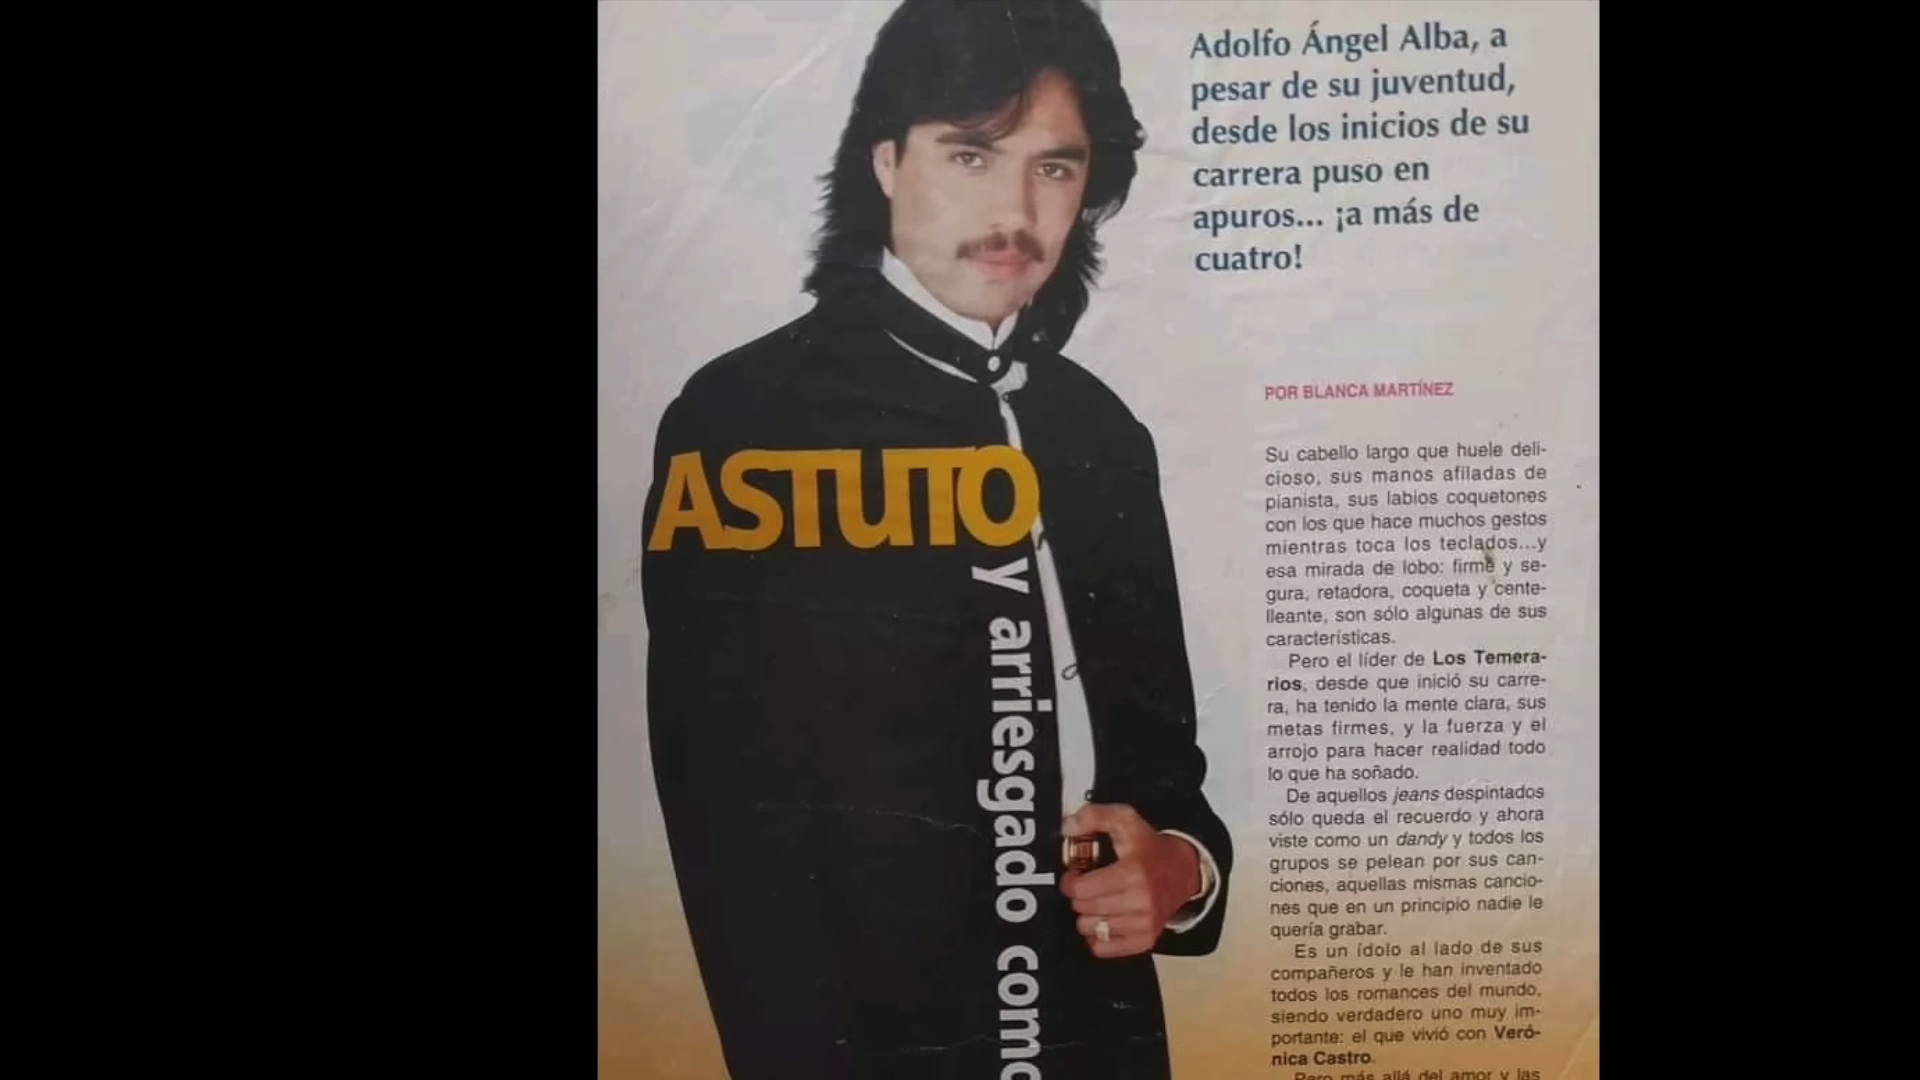 Adolfo Ángel Alba, a
pesar de su juventud,
desde los inicios de su
carrera puso en
apuros... ¡a más de
cuatro!
ASTUTO
y arriesgado como
POR BLANCA MARTÍNEZ
Su cabello largo que huele deli-
cioso, sus manos afiladas de
pianista, sus labios coquetones
con los que hace muchos gestos
mientras toca los teclados...y
esa mirada de lobo: firme y se-
gura, retadora, coqueta y cente-
lleante, son sólo algunas de sus
características.
Pero el líder de Los Temera-
rios, desde que inició su carre-
ra, ha tenido la mente clara, sus
metas firmes, y la fuerza y el
arrojo para hacer realidad todo
lo que ha soñado.
De aquellos jeans despintados
sólo queda el recuerdo y ahora
viste como un dandy y todos los
grupos se pelean por sus can-
ciones, aquellas mismas cancio-
nes que en un principio nadie le
quería grabar.
Es un ídolo al lado de sus
compañeros y le han inventado
todos los romances del mundo,
siendo verdadero uno muy im-
portante: el que vivió con Veró-
nica Castro.
Pero más allá del amor y las